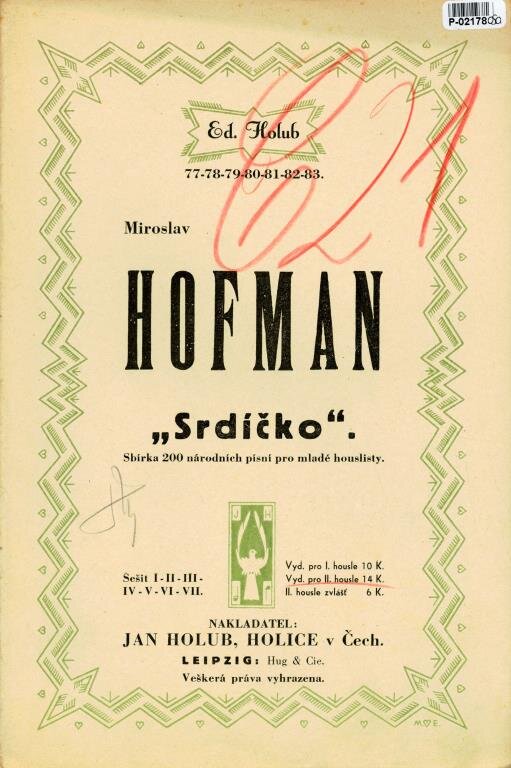 Ed. Holub
77-78-79-80-81-82-83.
621
Miroslav
HOFMAN
„Srdíčko“.
Sbírka 200 národních písní pro mladé houslisty.
J H
Šešit I - II - III -
IV - V - VI - VII.
Vyd. pro I. housle 10 K.
Vyd. pro II. housle 14 K.
II. housle zvlášť 6 K.
NAKLADATEL:
JAN HOLUB, HOLICE v Čech.
LEIPZIG: Hug & Cie.
Veškerá práva vyhrazena.